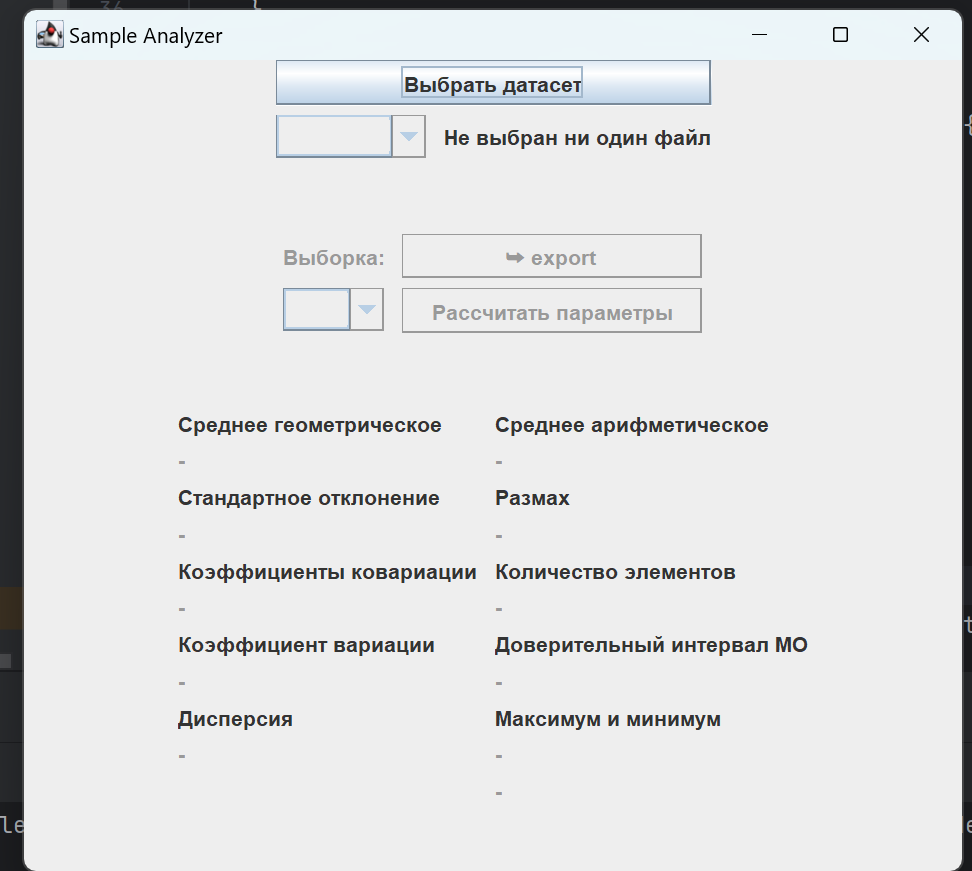 Sample Analyzer
Выбрать датасет
Не выбран ни один файл
Выборка: ➥ export
Рассчитать параметры
Среднее геометрическое Среднее арифметическое
- -
Стандартное отклонение Размах
- -
Коэффициенты ковариации Количество элементов
- -
Коэффициент вариации Доверительный интервал МО
- -
Дисперсия Максимум и минимум
- -
-